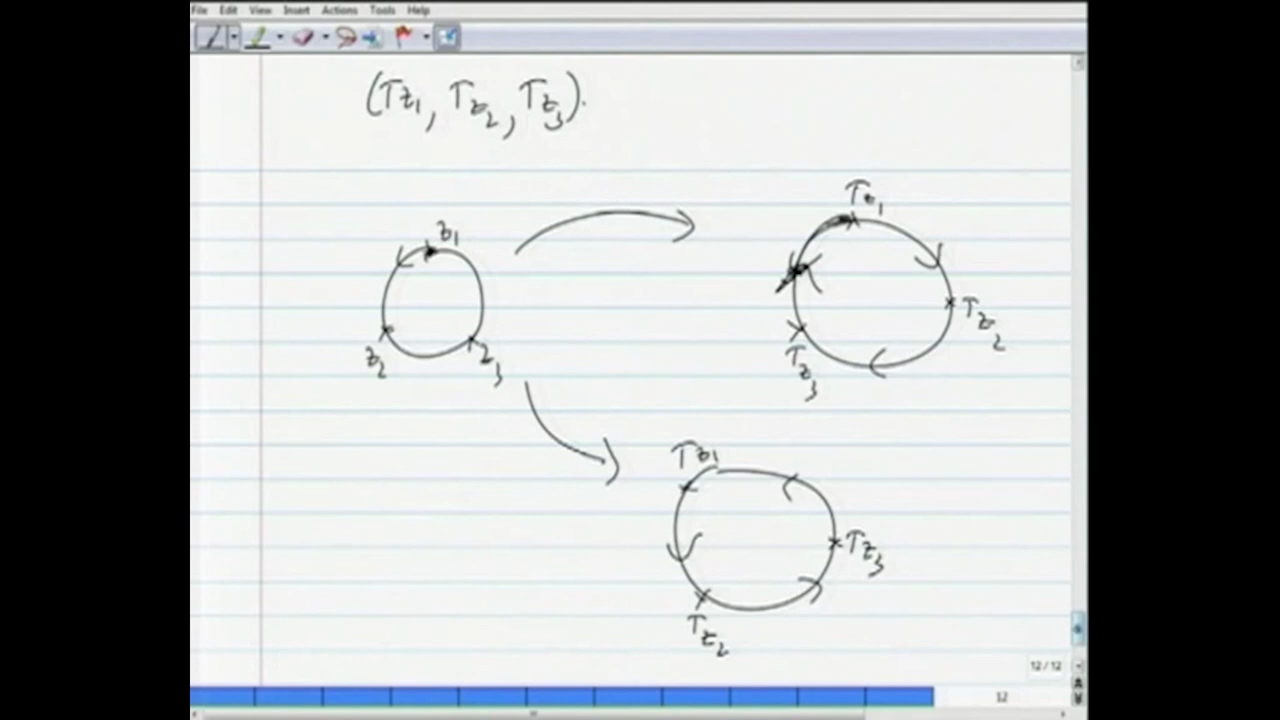 File Edit View Insert Actions Tools Help
(Tz₁, Tz₂, Tz₃).
z₁
z₂
z₃
Tz₁
Tz₂
Tz₃
Tz₁
Tz₃
Tz₂
12 / 12
12